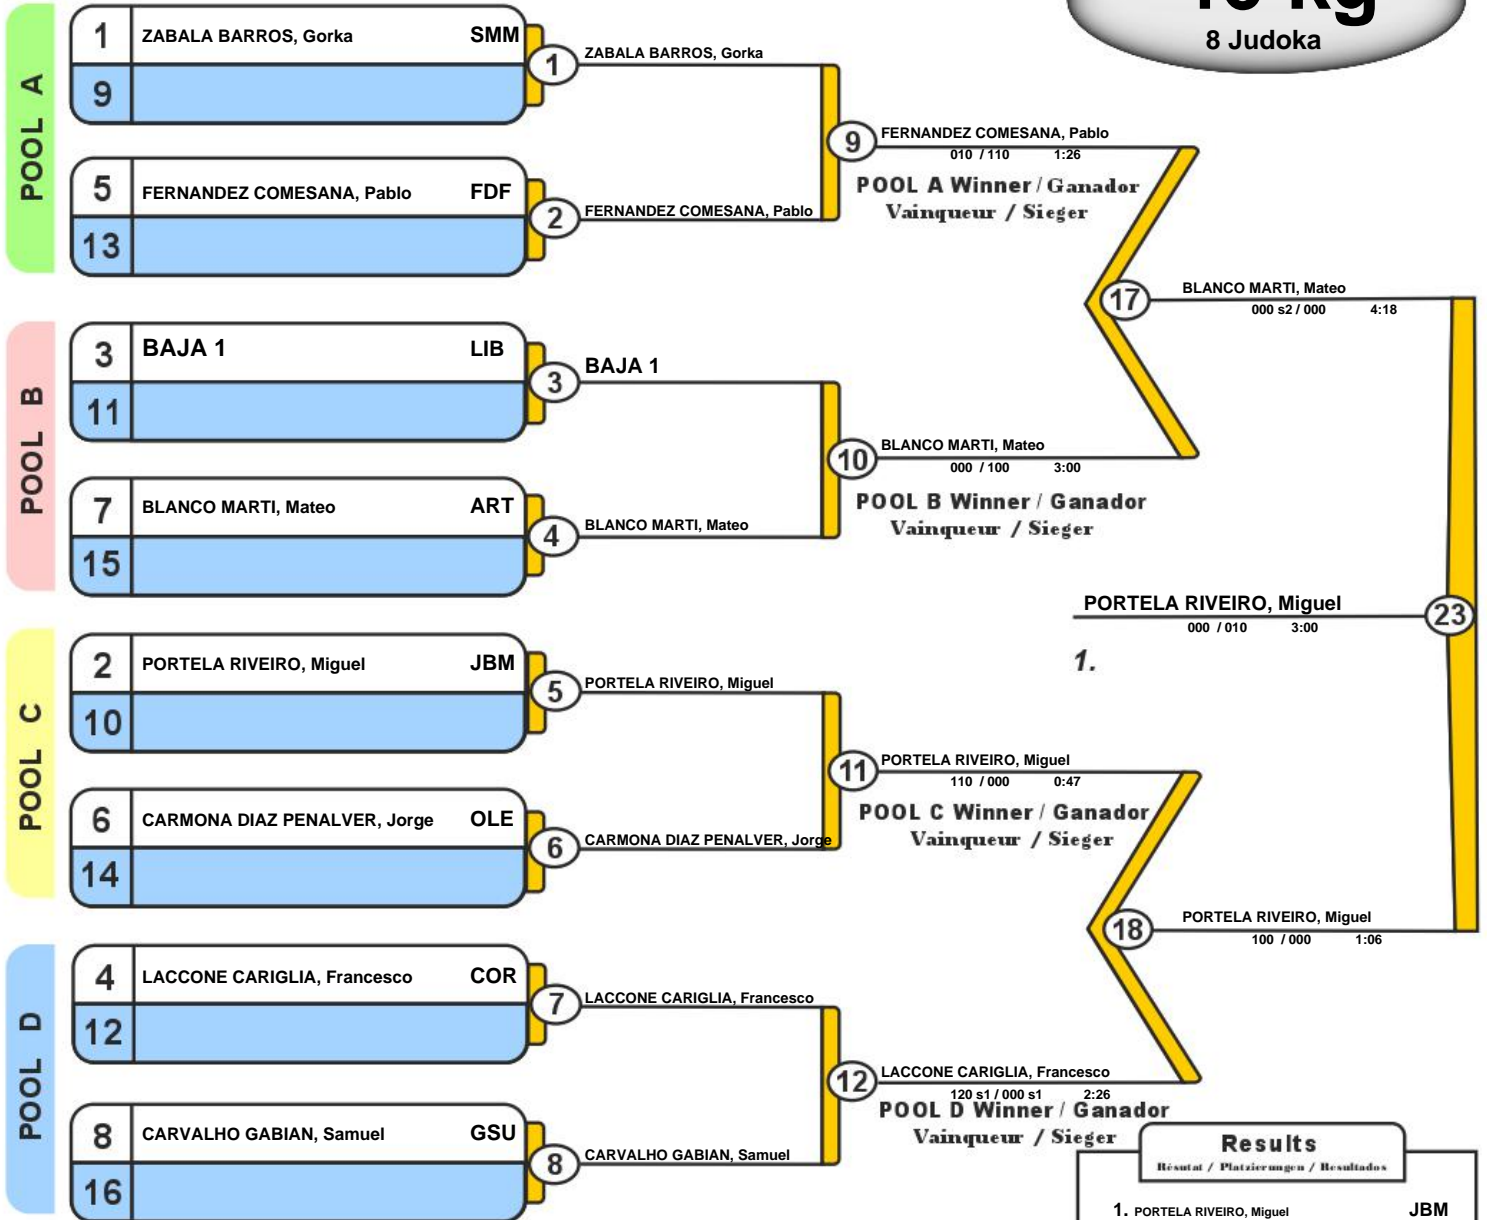 8 Judoka
POOL A
1 ZABALA BARROS, Gorka SMM
9
1 ZABALA BARROS, Gorka
5 FERNANDEZ COMESANA, Pablo FDF
13
2 FERNANDEZ COMESANA, Pablo
9 FERNANDEZ COMESANA, Pablo
010 / 110 1:26
POOL A Winner / Ganador
Vainqueur / Sieger
POOL B
3 BAJA 1 LIB
11
3 BAJA 1
7 BLANCO MARTI, Mateo ART
15
4 BLANCO MARTI, Mateo
10 BLANCO MARTI, Mateo
000 / 100 3:00
POOL B Winner / Ganador
Vainqueur / Sieger
17 BLANCO MARTI, Mateo
000 s2 / 000 4:18
PORTELA RIVEIRO, Miguel 23
000 / 010 3:00
1.
POOL C
2 PORTELA RIVEIRO, Miguel JBM
10
5 PORTELA RIVEIRO, Miguel
6 CARMONA DIAZ PENALVER, Jorge OLE
14
6 CARMONA DIAZ PENALVER, Jorge
11 PORTELA RIVEIRO, Miguel
110 / 000 0:47
POOL C Winner / Ganador
Vainqueur / Sieger
18 PORTELA RIVEIRO, Miguel
100 / 000 1:06
POOL D
4 LACCONE CARIGLIA, Francesco COR
12
7 LACCONE CARIGLIA, Francesco
8 CARVALHO GABIAN, Samuel GSU
16
8 CARVALHO GABIAN, Samuel
12 LACCONE CARIGLIA, Francesco
120 s1 / 000 s1 2:26
POOL D Winner / Ganador
Vainqueur / Sieger
Results
Résutat / Platzierungen / Resultados
1. PORTELA RIVEIRO, Miguel JBM